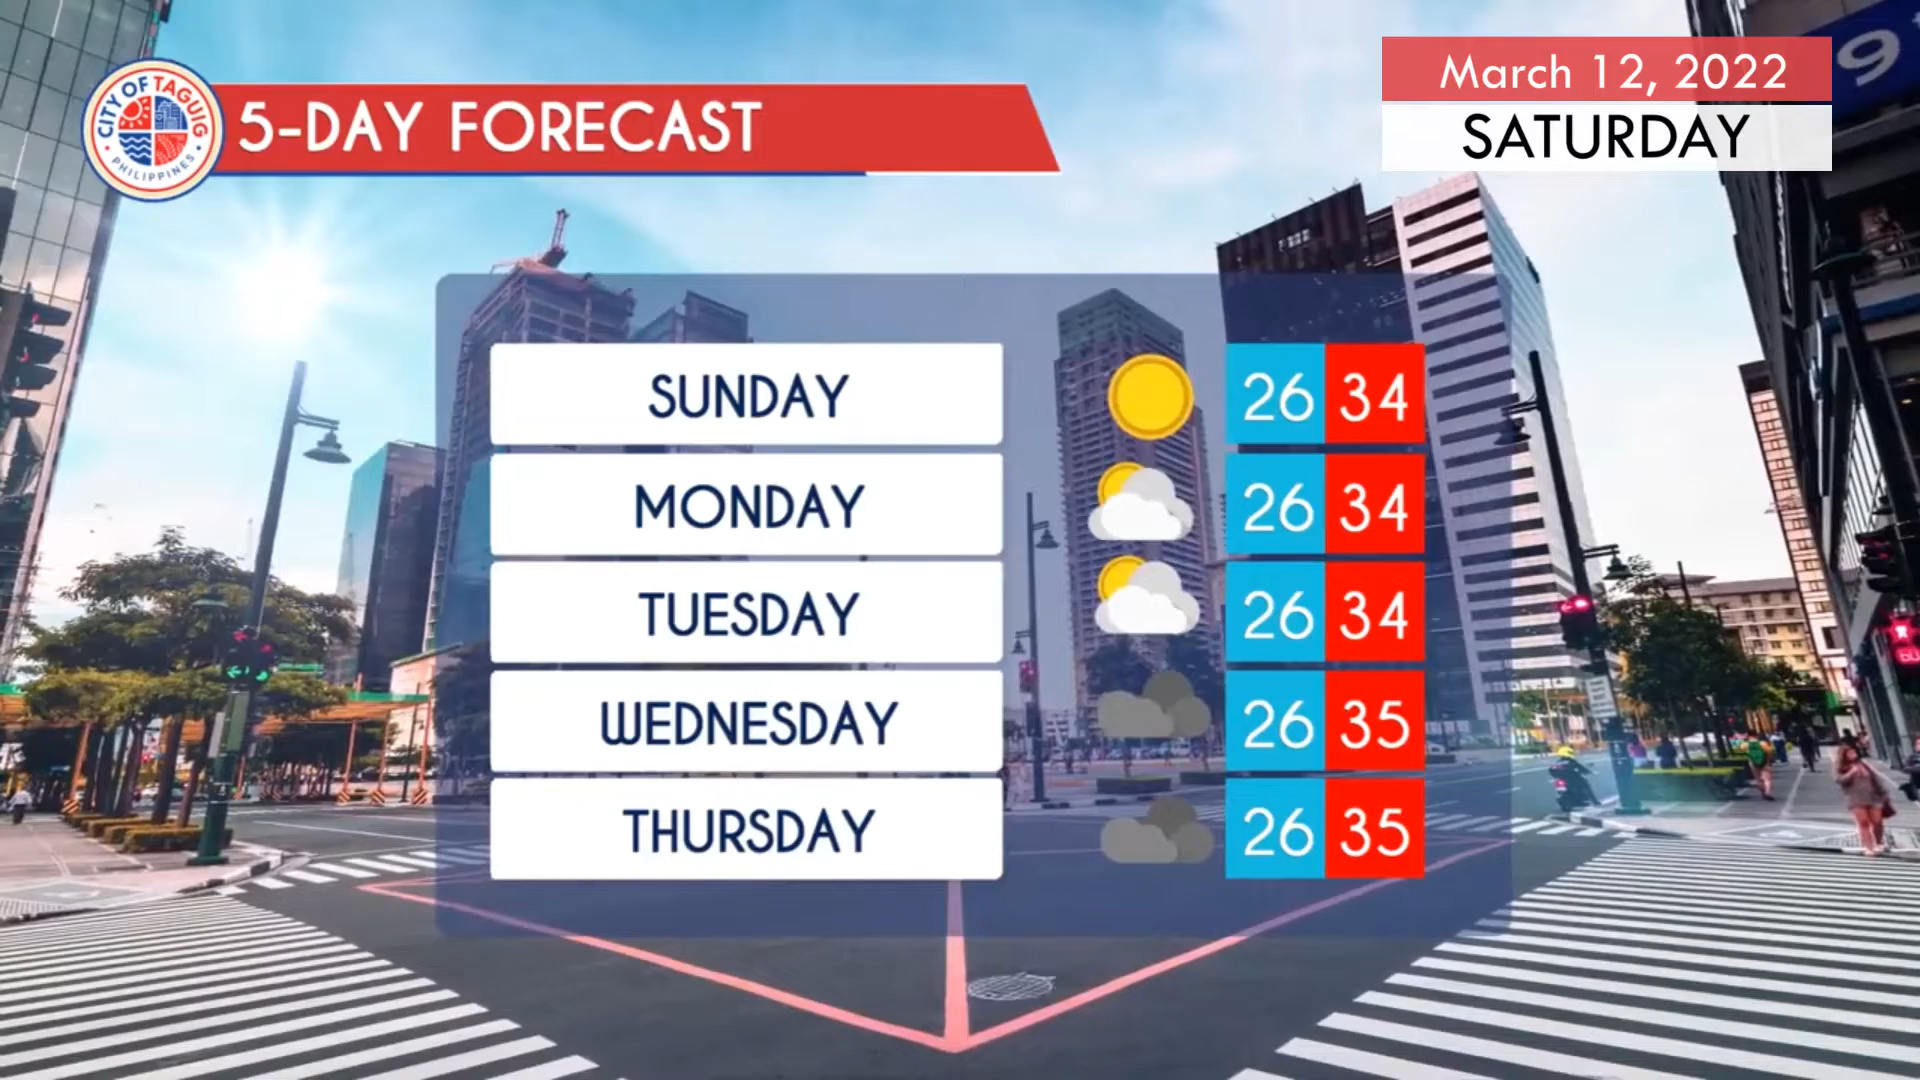 CITY OF TAGUIG
PHILIPPINES
5-DAY FORECAST
March 12, 2022
SATURDAY
9
SUNDAY 26 34
MONDAY 26 34
TUESDAY 26 34
WEDNESDAY 26 35
THURSDAY 26 35